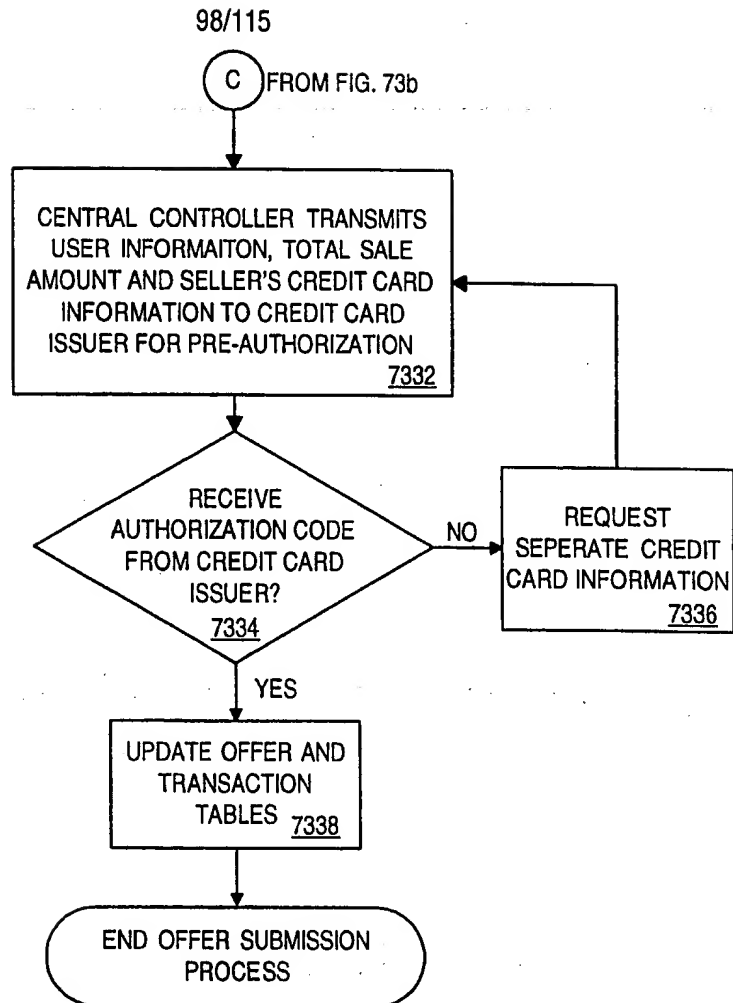 98/115
C FROM FIG. 73b
CENTRAL CONTROLLER TRANSMITS
USER INFORMAITON, TOTAL SALE
AMOUNT AND SELLER'S CREDIT CARD
INFORMATION TO CREDIT CARD
ISSUER FOR PRE-AUTHORIZATION
7332
RECEIVE
AUTHORIZATION CODE
FROM CREDIT CARD
ISSUER?
7334
NO
REQUEST
SEPERATE CREDIT
CARD INFORMATION
7336
YES
UPDATE OFFER AND
TRANSACTION
TABLES 7338
END OFFER SUBMISSION
PROCESS